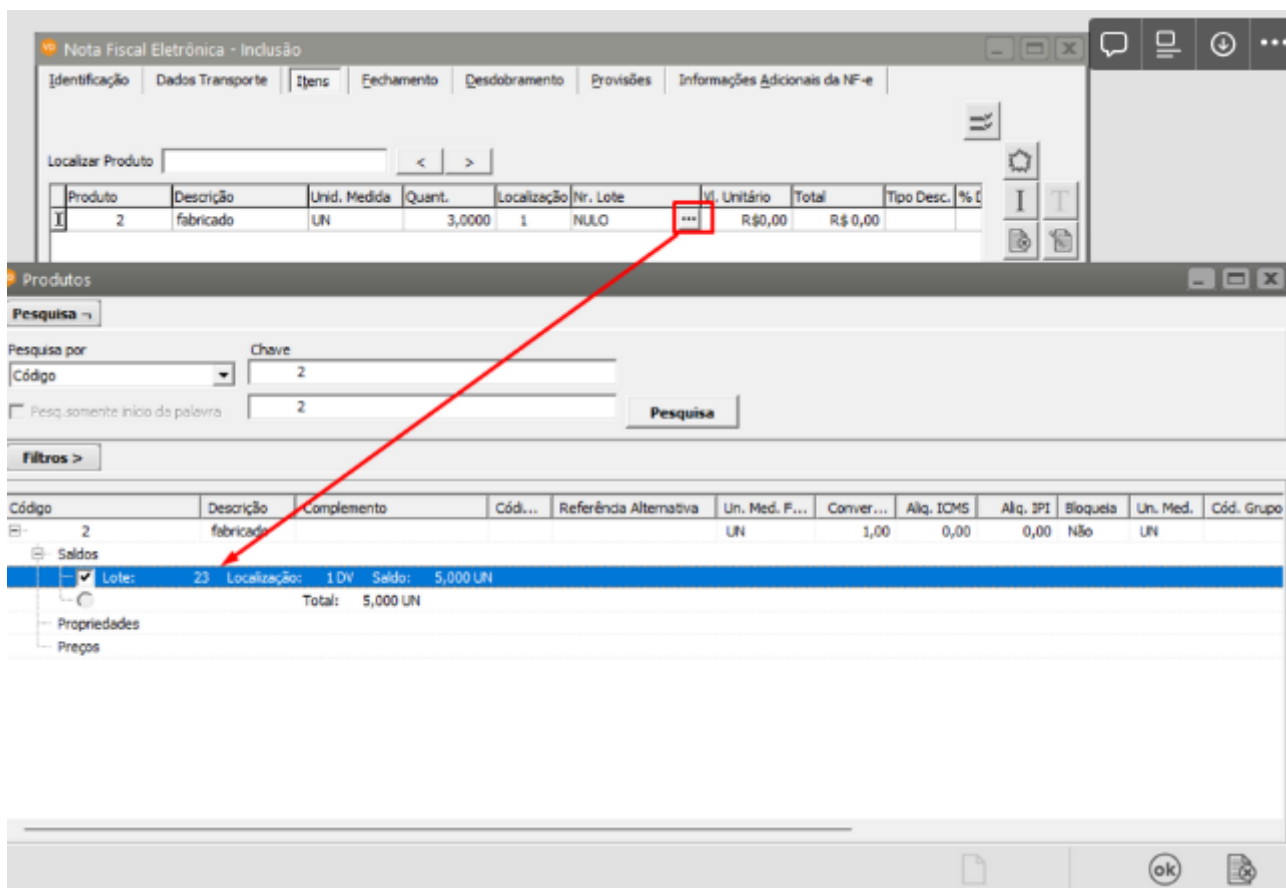 VD Nota Fiscal Eletrônica - Inclusão
Identificação Dados Transporte Itens Fechamento Desdobramento Provisões Informações Adicionais da NF-e
Localizar Produto < >
Produto Descrição Unid. Medida Quant. Localização Nr. Lote Vl. Unitário Total Tipo Desc. % D
2 fabricado UN 3,0000 1 NULO ... R$0,00 R$ 0,00
Produtos
Pesquisa ¬
Pesquisa por Chave
Código 2
Pesq.somente início da palavra 2 Pesquisa
Filtros >
Código Descrição Complemento Códi... Referência Alternativa Un. Med. F... Conver... Aliq. ICMS Aliq. IPI Bloqueia Un. Med. Cód. Grupo
2 fabricado UN 1,00 0,00 0,00 Não UN
Saldos
Lote: 23 Localização: 1 DV Saldo: 5,000 UN
Total: 5,000 UN
Propriedades
Preços
ok